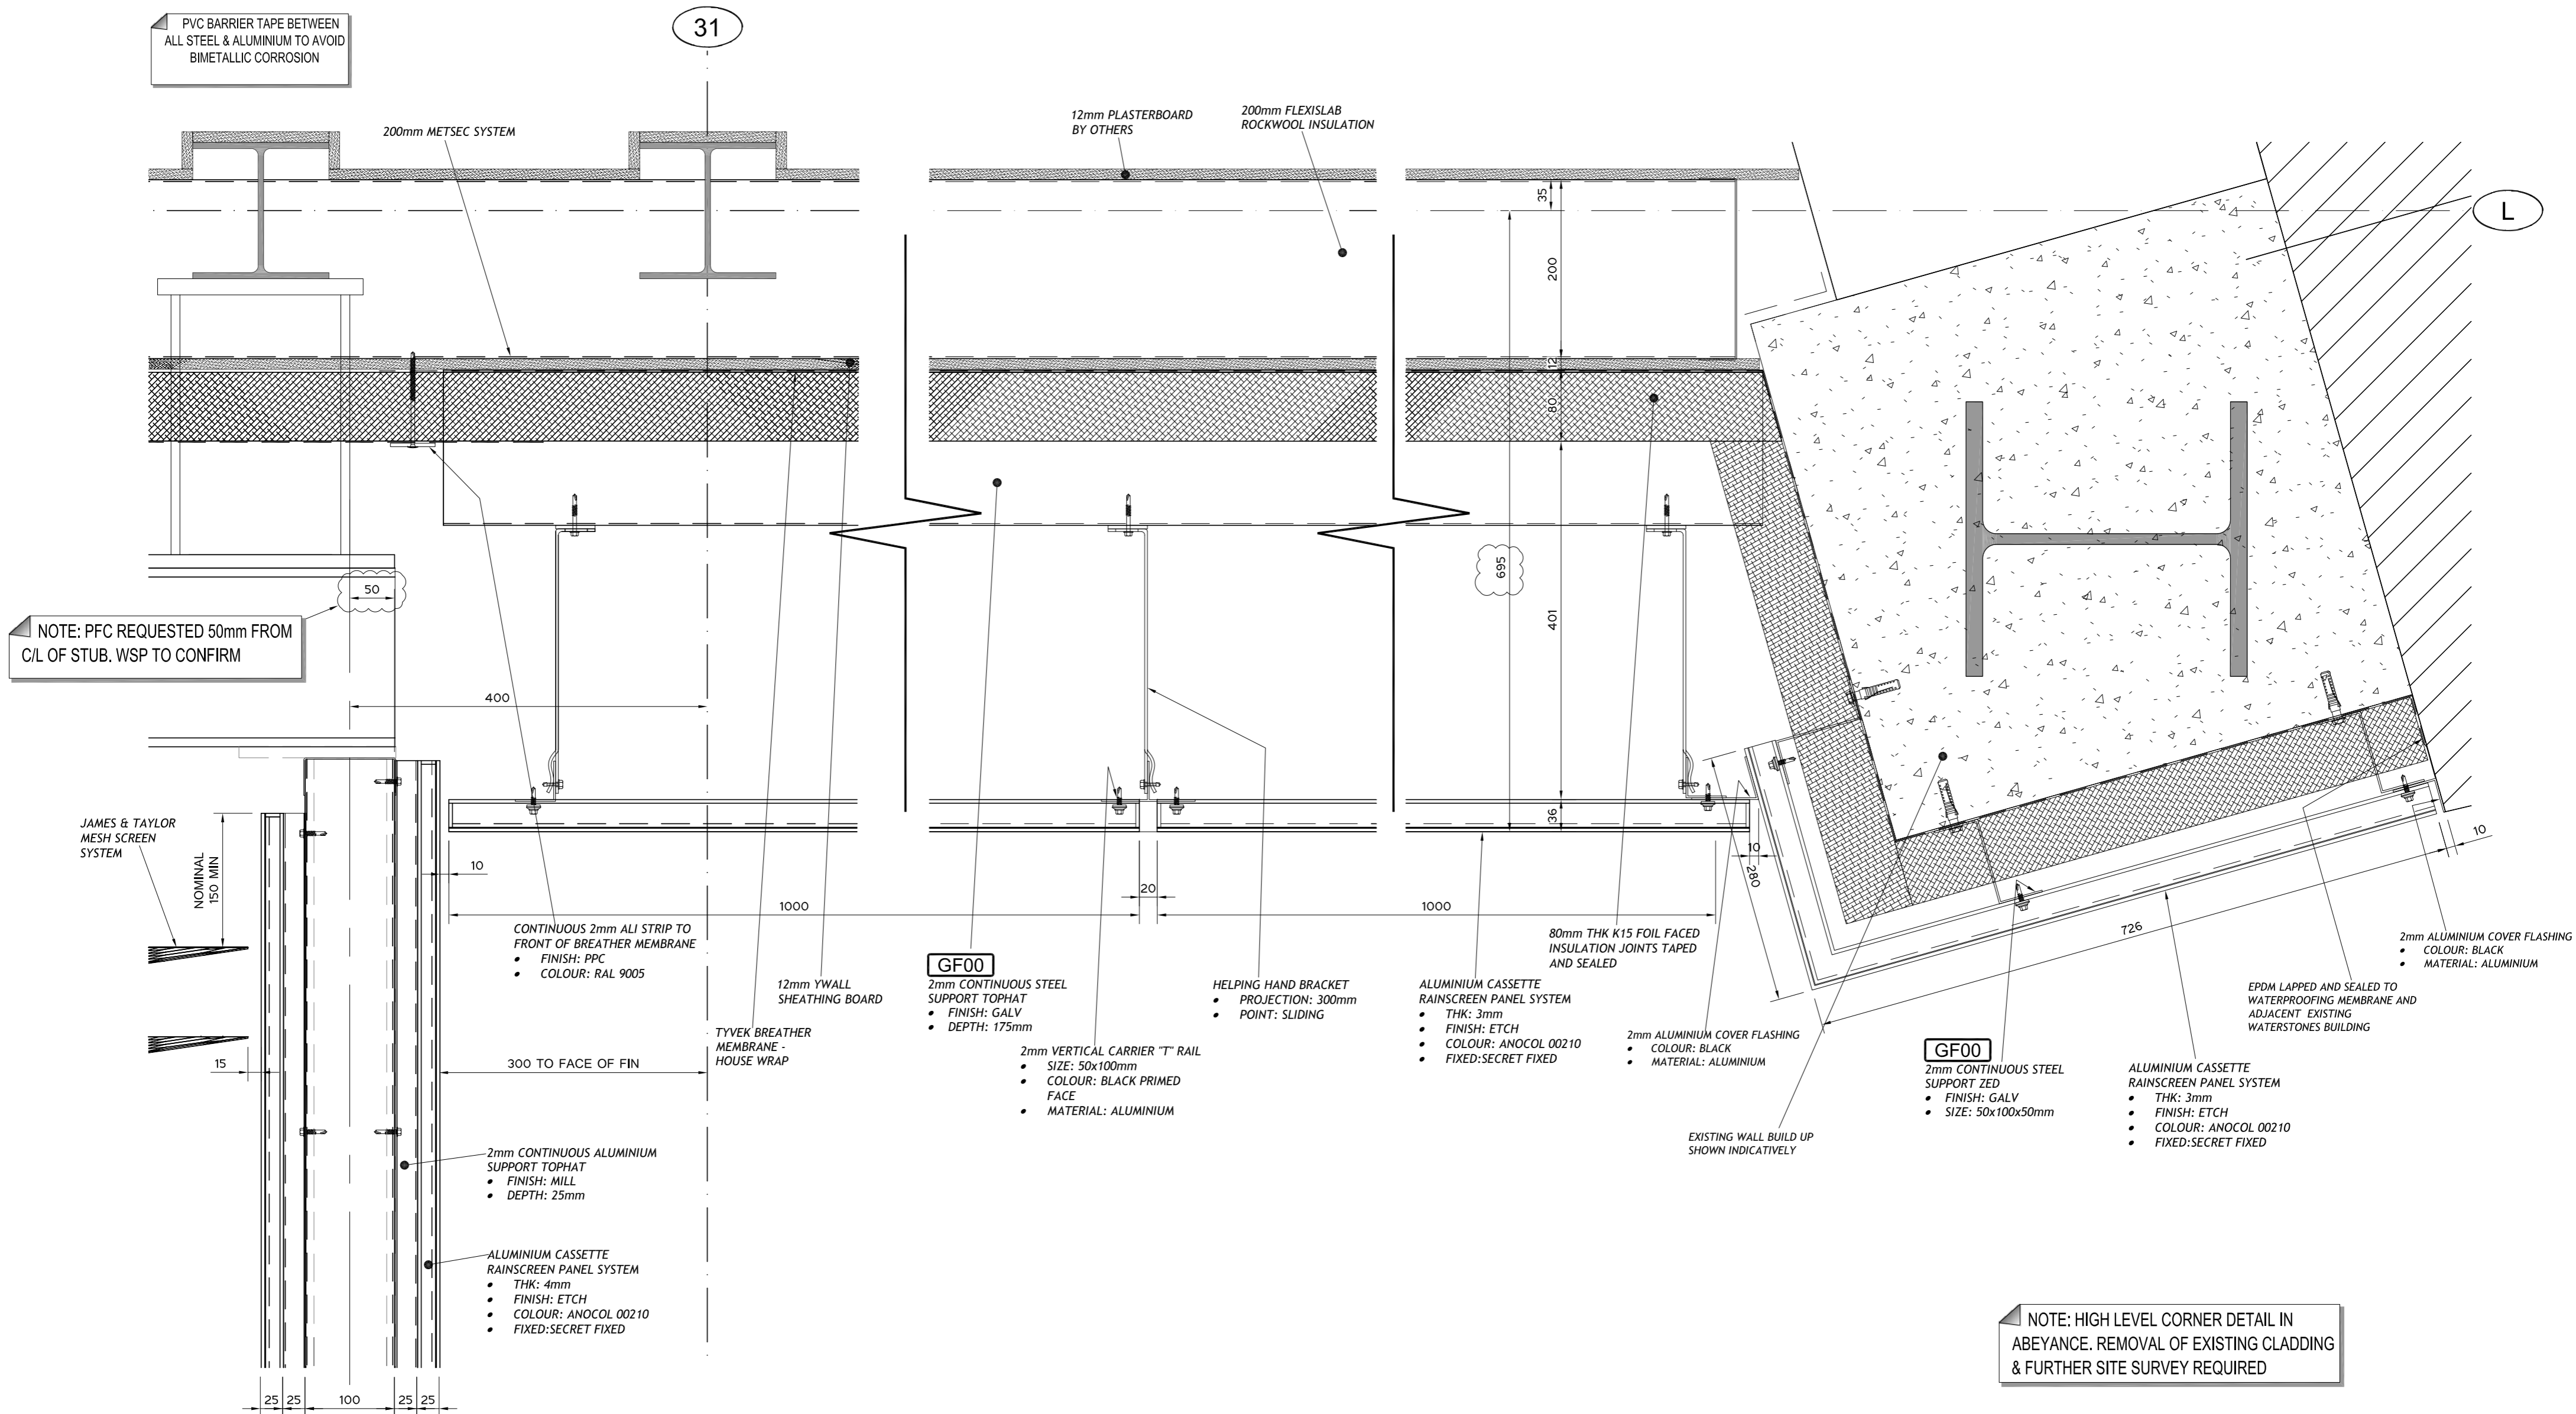 PVC BARRIER TAPE BETWEEN
ALL STEEL & ALUMINIUM TO AVOID
BIMETALLIC CORROSION
31
200mm METSEC SYSTEM
12mm PLASTERBOARD
BY OTHERS
200mm FLEXISLAB
ROCKWOOL INSULATION
L
35
200
12
80
401
36
695
50
NOTE: PFC REQUESTED 50mm FROM
C/L OF STUB. WSP TO CONFIRM
400
JAMES & TAYLOR
MESH SCREEN
SYSTEM
NOMINAL
150 MIN
10
1000
20
1000
10
280
726
10
15
300 TO FACE OF FIN
CONTINUOUS 2mm ALI STRIP TO
FRONT OF BREATHER MEMBRANE
• FINISH: PPC
• COLOUR: RAL 9005
12mm YWALL
SHEATHING BOARD
TYVEK BREATHER
MEMBRANE -
HOUSE WRAP
GF00
2mm CONTINUOUS STEEL
SUPPORT TOPHAT
• FINISH: GALV
• DEPTH: 175mm
2mm VERTICAL CARRIER "T" RAIL
• SIZE: 50x100mm
• COLOUR: BLACK PRIMED
FACE
• MATERIAL: ALUMINIUM
HELPING HAND BRACKET
• PROJECTION: 300mm
• POINT: SLIDING
ALUMINIUM CASSETTE
RAINSCREEN PANEL SYSTEM
• THK: 3mm
• FINISH: ETCH
• COLOUR: ANOCOL 00210
• FIXED:SECRET FIXED
80mm THK K15 FOIL FACED
INSULATION JOINTS TAPED
AND SEALED
2mm ALUMINIUM COVER FLASHING
• COLOUR: BLACK
• MATERIAL: ALUMINIUM
EXISTING WALL BUILD UP
SHOWN INDICATIVELY
GF00
2mm CONTINUOUS STEEL
SUPPORT ZED
• FINISH: GALV
• SIZE: 50x100x50mm
ALUMINIUM CASSETTE
RAINSCREEN PANEL SYSTEM
• THK: 3mm
• FINISH: ETCH
• COLOUR: ANOCOL 00210
• FIXED:SECRET FIXED
EPDM LAPPED AND SEALED TO
WATERPROOFING MEMBRANE AND
ADJACENT EXISTING
WATERSTONES BUILDING
2mm ALUMINIUM COVER FLASHING
• COLOUR: BLACK
• MATERIAL: ALUMINIUM
2mm CONTINUOUS ALUMINIUM
SUPPORT TOPHAT
• FINISH: MILL
• DEPTH: 25mm
ALUMINIUM CASSETTE
RAINSCREEN PANEL SYSTEM
• THK: 4mm
• FINISH: ETCH
• COLOUR: ANOCOL 00210
• FIXED:SECRET FIXED
25 25 100 25 25
NOTE: HIGH LEVEL CORNER DETAIL IN
ABEYANCE. REMOVAL OF EXISTING CLADDING
& FURTHER SITE SURVEY REQUIRED